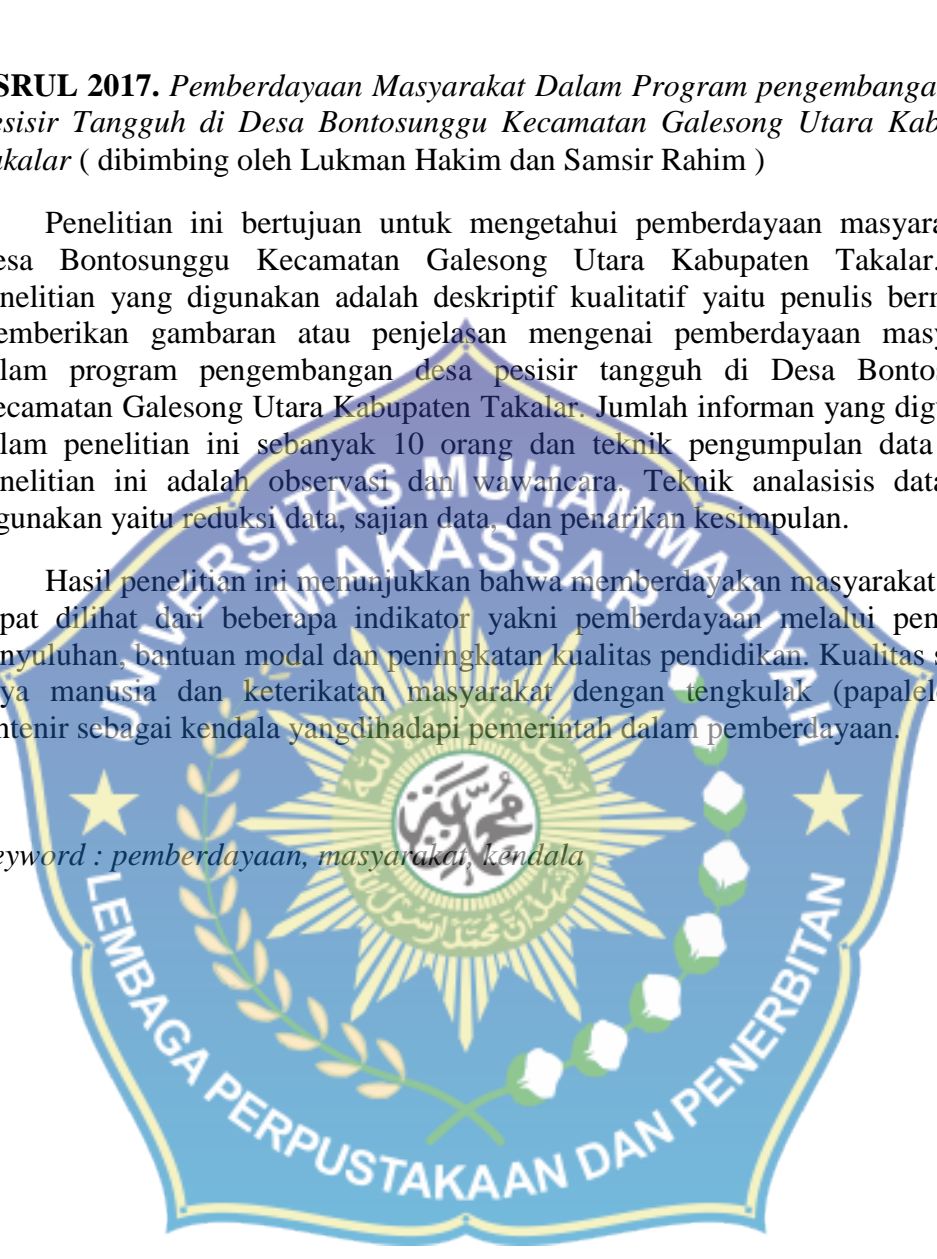 SRUL 2017. Pemberdayaan Masyarakat Dalam Program pengembanga
esisir Tangguh di Desa Bontosunggu Kecamatan Galesong Utara Kab
akalar ( dibimbing oleh Lukman Hakim dan Samsir Rahim )
Penelitian ini bertujuan untuk mengetahui pemberdayaan masyara
esa Bontosunggu Kecamatan Galesong Utara Kabupaten Takalar.
enelitian yang digunakan adalah deskriptif kualitatif yaitu penulis ber
emberikan gambaran atau penjelasan mengenai pemberdayaan masy
lam program pengembangan desa pesisir tangguh di Desa Bonto
ecamatan Galesong Utara Kabupaten Takalar. Jumlah informan yang dig
lam penelitian ini sebanyak 10 orang dan teknik pengumpulan data
enelitian ini adalah observasi dan wawancara. Teknik analasisis data
gunakan yaitu reduksi data, sajian data, dan penarikan kesimpulan.
Hasil penelitian ini menunjukkan bahwa memberdayakan masyarakat
pat dilihat dari beberapa indikator yakni pemberdayaan melalui pen
nyuluhan, bantuan modal dan peningkatan kualitas pendidikan. Kualitas s
ya manusia dan keterikatan masyarakat dengan tengkulak (papalele
ntenir sebagai kendala yangdihadapi pemerintah dalam pemberdayaan.
eyword : pemberdayaan, masyarakat, kendala
UNIVERSITAS MUHAMMADIYAH
MAKASSAR
LEMBAGA PERPUSTAKAAN DAN PENERBITAN